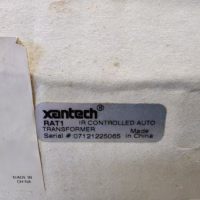 xantech®
RAT1 IR CONTROLLED AUTO
TRANSFORMER Made
Serial # 07121225065 in China